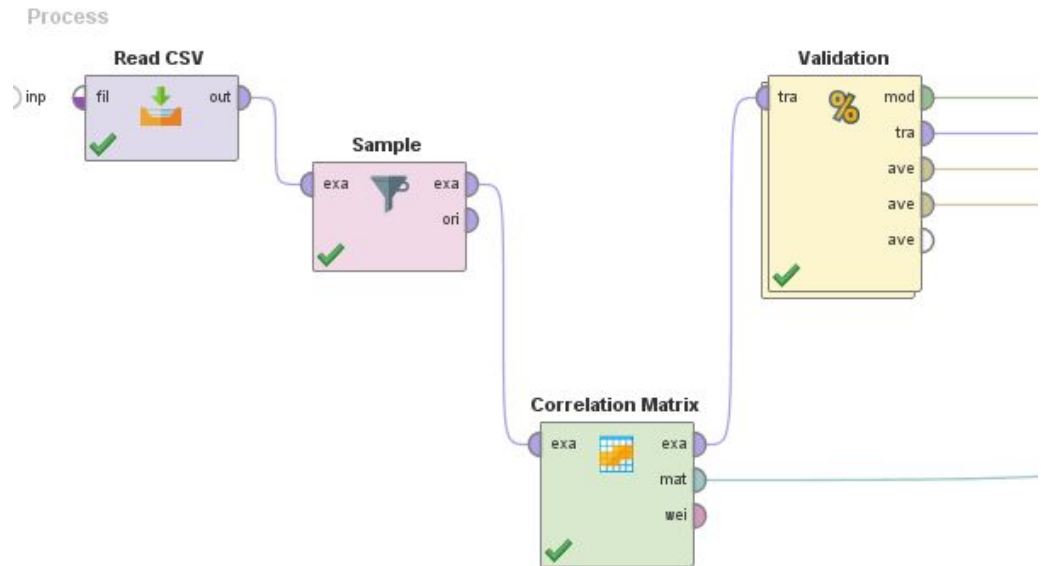 Process
Read CSV
inp
fil
out
Sample
exa
exa
ori
Correlation Matrix
exa
exa
mat
wei
Validation
tra
%
mod
tra
ave
ave
ave